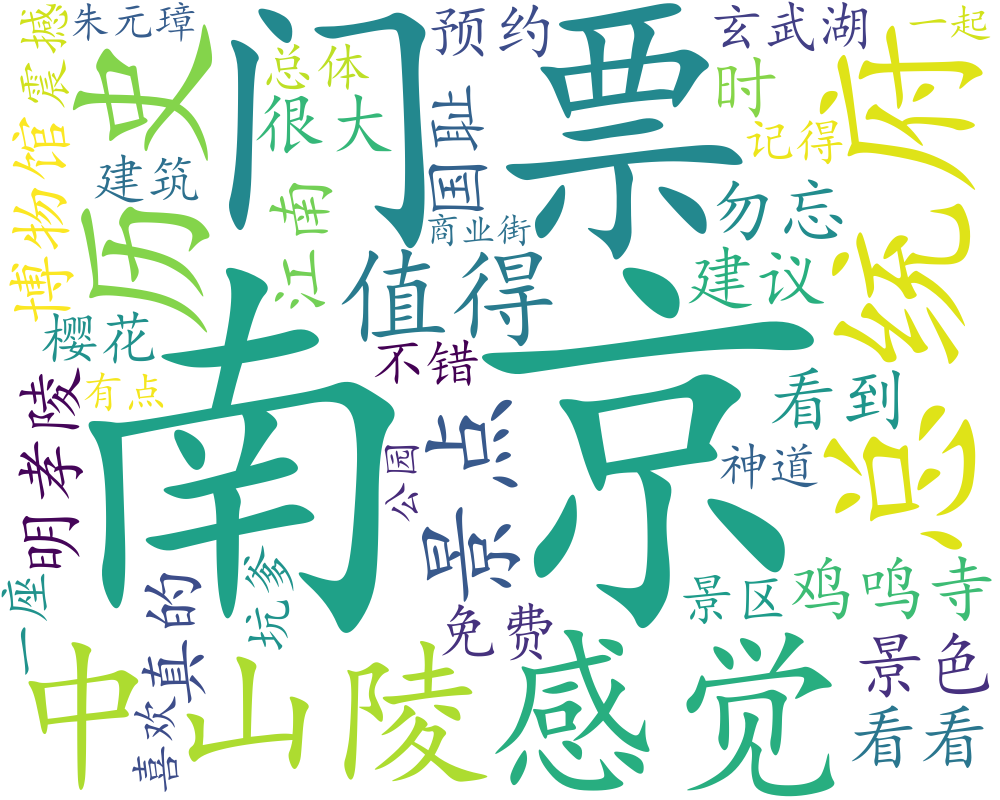 南京
门票
总统府
历史
中山陵
感觉
值得
景点
朱元璋
预约
玄武湖
一起
震撼
总体
很大
时
记得
国耻
博物馆
建筑
江南
商业街
勿忘
建议
樱花
有点
不错
看到
明孝陵
公园
神道
一座
真的
坑爹
免费
景区
鸡鸣寺
喜欢
景色
看看